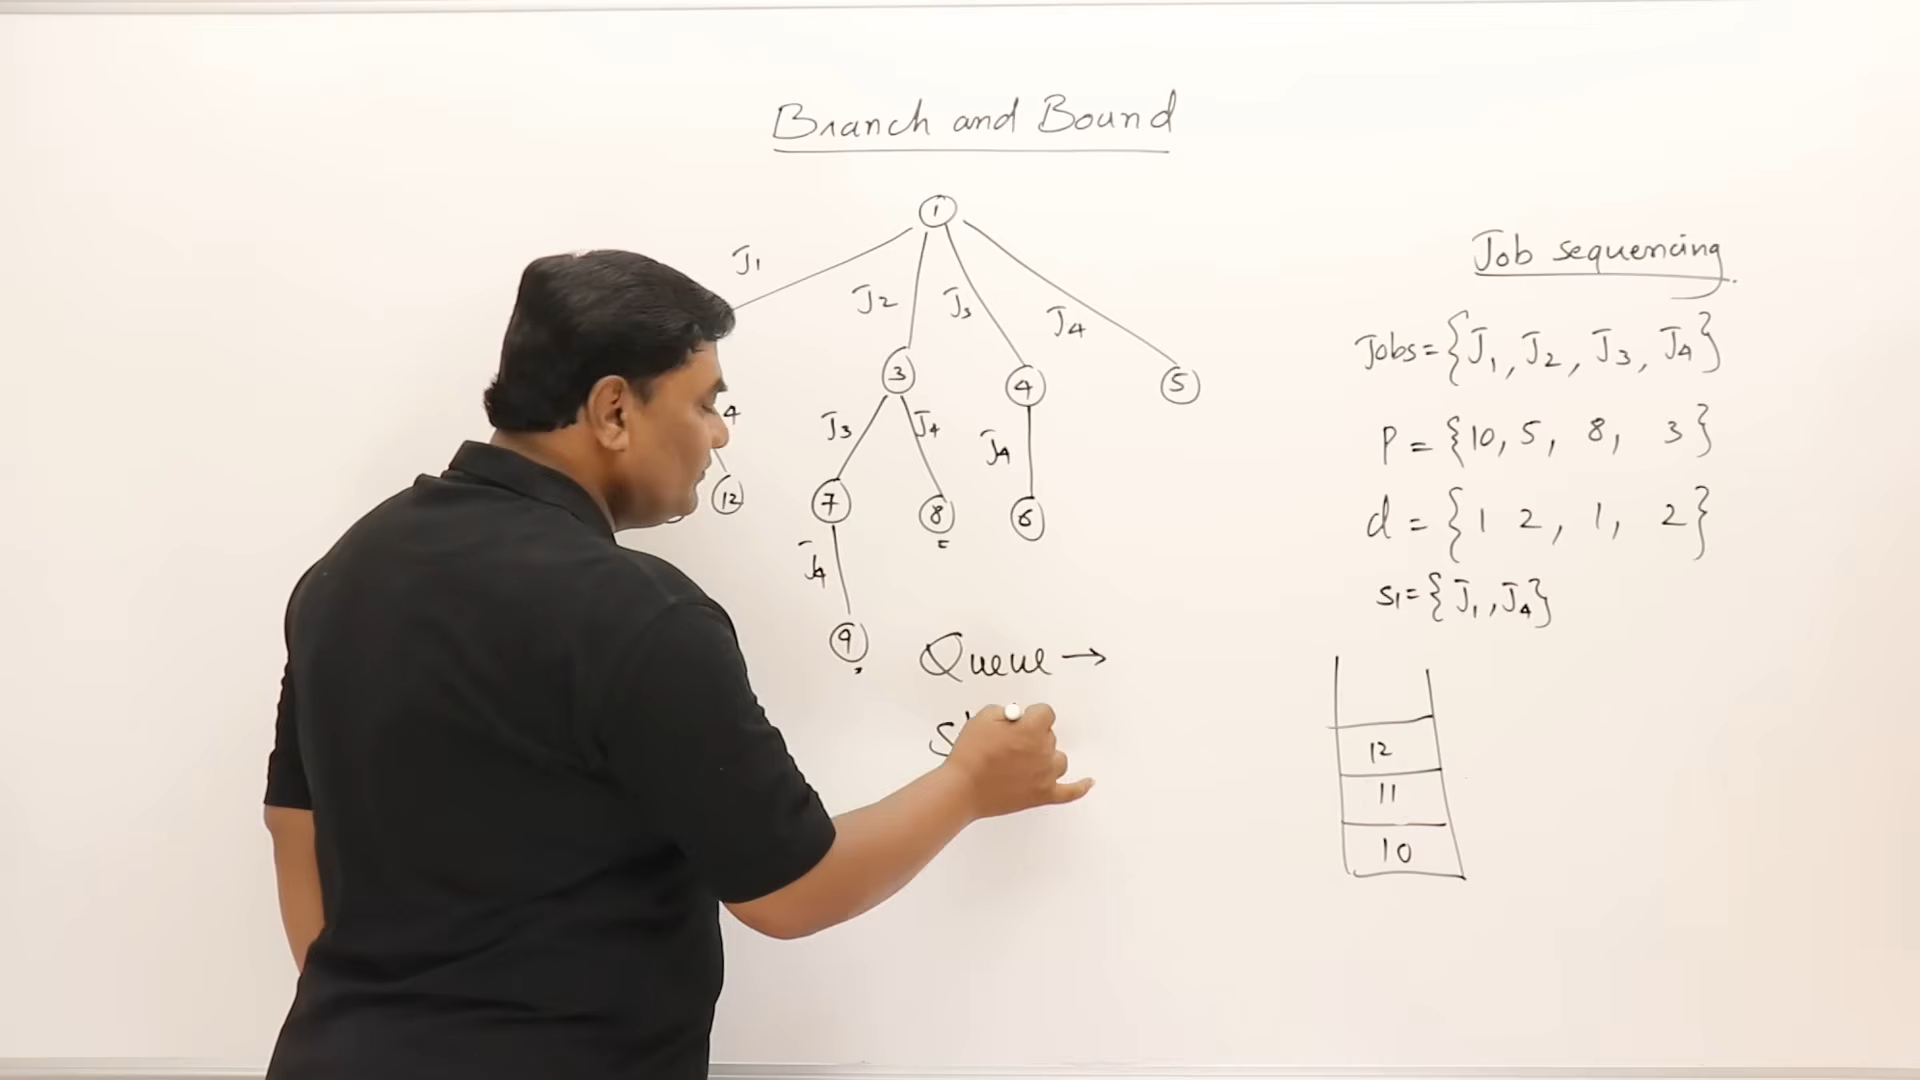 Branch and Bound
1
J1
J2
J3
J4
3
4
5
4
J3
J4
J4
12
7
8
6
J4
9
Queue →
Job sequencing
Jobs = {J1, J2, J3, J4}
P = {10, 5, 8, 3}
d = {1 2, 1, 2}
S1 = {J1, J4}
12
11
10